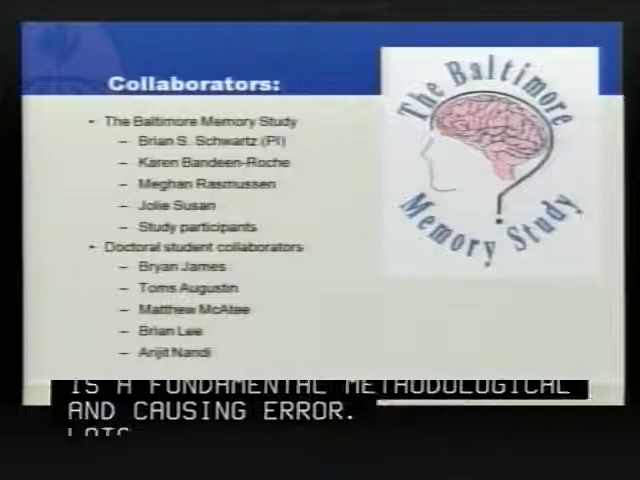 Collaborators:
• The Baltimore Memory Study
– Brian S. Schwartz (PI)
– Karen Bandeen-Roche
– Meghan Rasmussen
– Jolie Susan
– Study participants
• Doctoral student collaborators
– Bryan James
– Toms Augustin
– Matthew McAtee
– Brian Lee
– Arijit Nandi
The Baltimore
Memory Study
IS A FUNDAMENTAL METHODOLOGICAL
AND CAUSING ERROR.